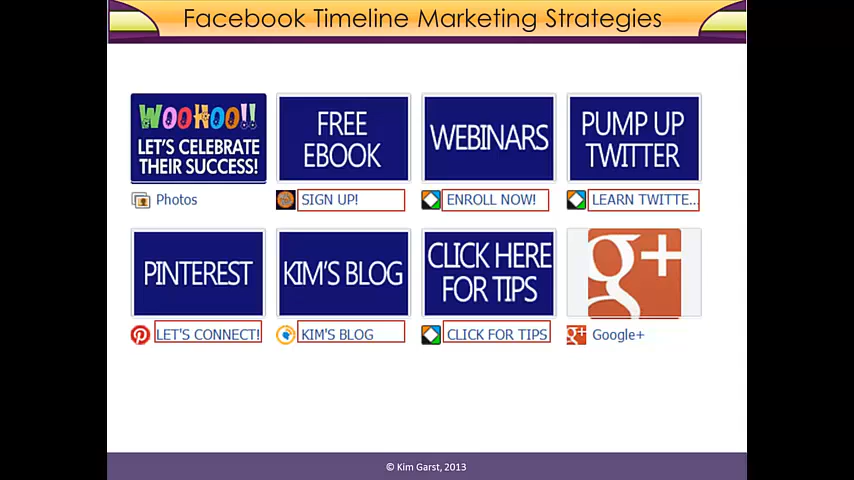 Facebook Timeline Marketing Strategies
WOOHOO!!
LET'S CELEBRATE
THEIR SUCCESS!
FREE
EBOOK
WEBINARS
PUMP UP
TWITTER
Photos
SIGN UP!
ENROLL NOW!
LEARN TWITTE...
PINTEREST
KIM'S BLOG
CLICK HERE
FOR TIPS
g+
LET'S CONNECT!
KIM'S BLOG
CLICK FOR TIPS
g+
Google+
© Kim Garst, 2013